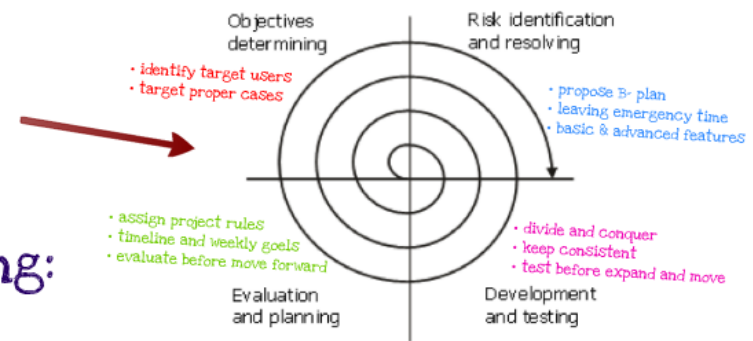 Objectives
determining
Risk identification
and resolving
• identify target users
• target proper cases
• propose B- plan
• leaving emergency time
• basic & advanced features
• assign project rules
• timeline and weekly goels
• evaluate before move forward
• divide and conquer
• keep consistent
• test before expand and move
ng:
Evaluation
and planning
Development
and testing